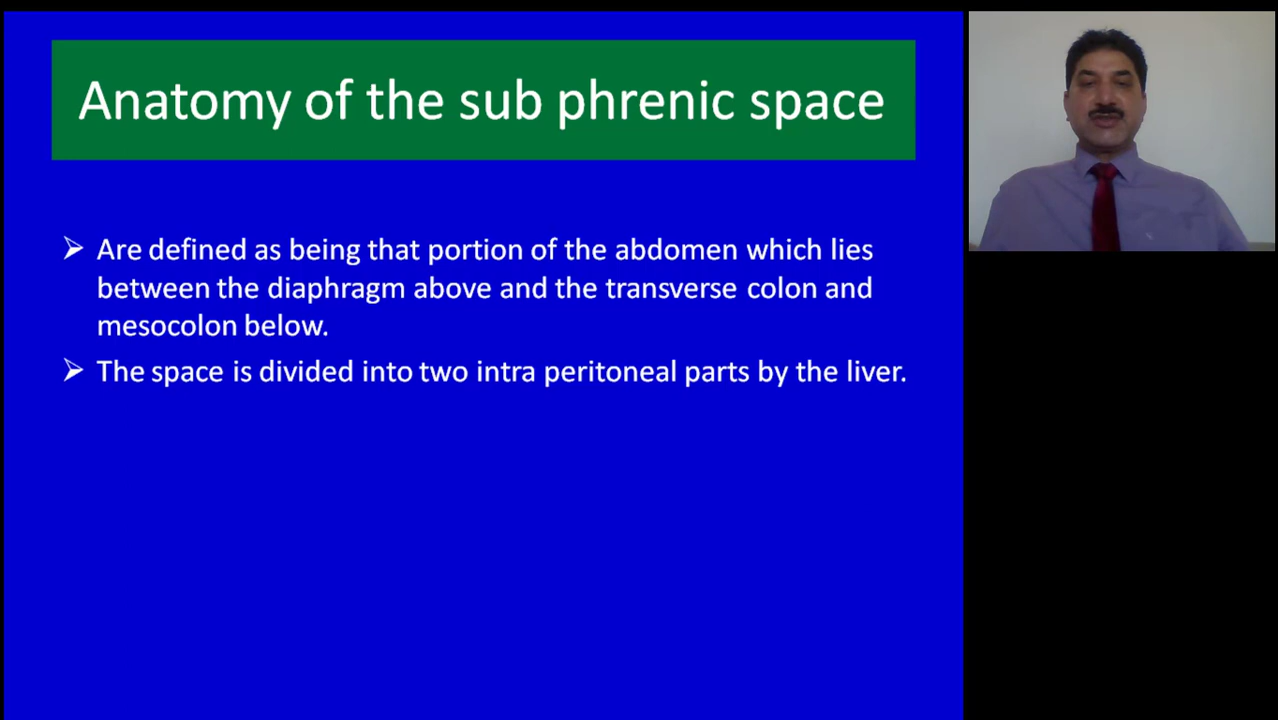 Anatomy of the sub phrenic space
Are defined as being that portion of the abdomen which lies
between the diaphragm above and the transverse colon and
mesocolon below.
The space is divided into two intra peritoneal parts by the liver.